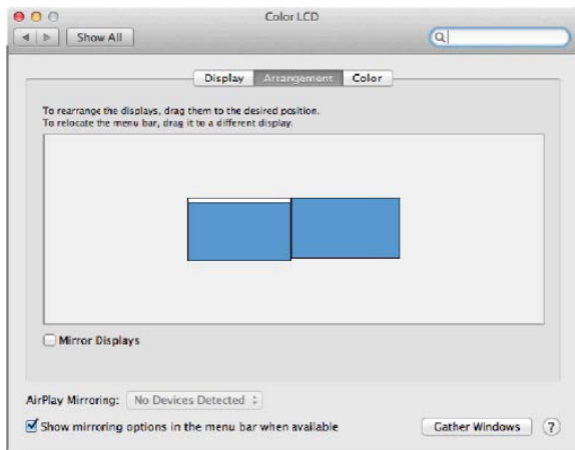 Color LCD
Show All
Display Arrangement Color
To rearrange the displays, drag them to the desired position.
To relocate the menu bar, drag it to a different display.
Mirror Displays
AirPlay Mirroring: No Devices Detected
Show mirroring options in the menu bar when available
Gather Windows ?